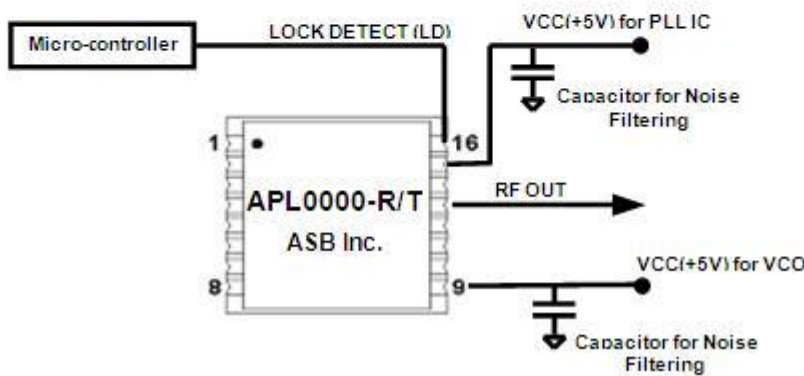 VCC(+5V) for PLL IC
LOCK DETECT (LD)
Micro-controller
Capacitor for Noise
Filtering
1
16
APL0000-R/T
RF OUT
ASB Inc.
VCC(+5V) for VCO
8
9
Capacitor for Noise
Filtering